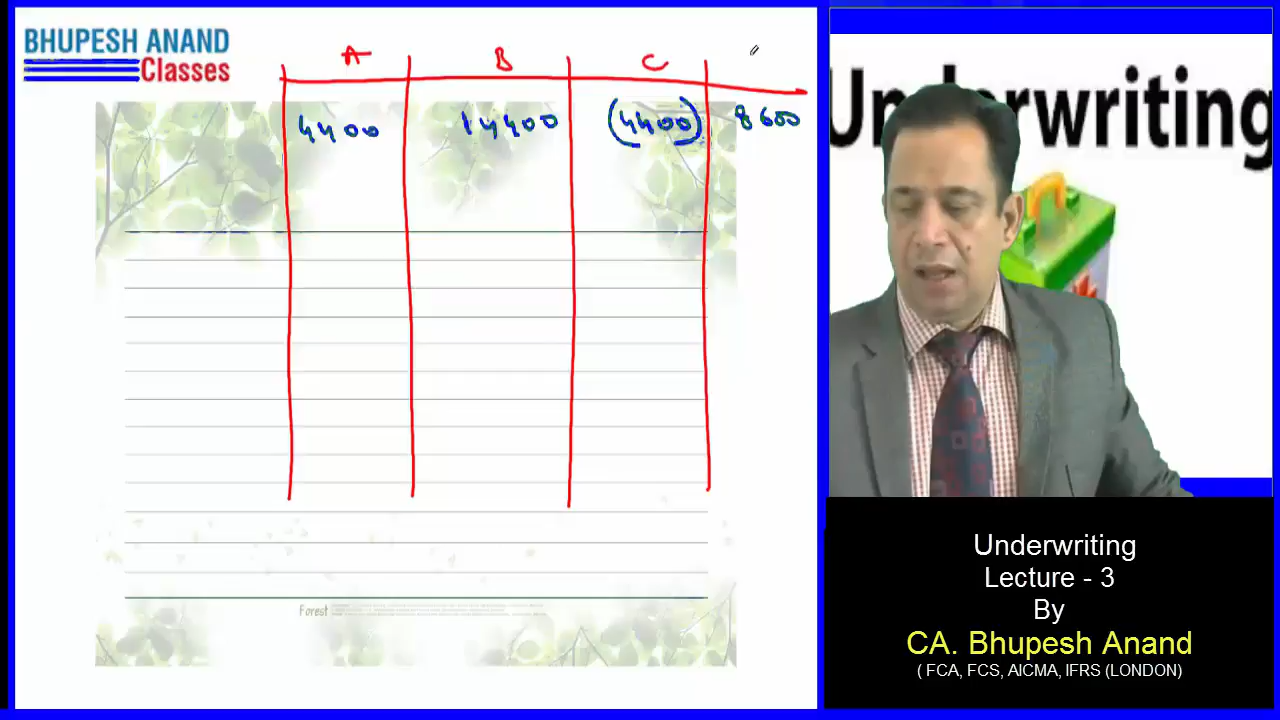 BHUPESH ANAND
Classes
A B C
4400 14400 (4400) 8600
Underwriting
Forest
Underwriting
Lecture - 3
By
CA. Bhupesh Anand
( FCA, FCS, AICMA, IFRS (LONDON)